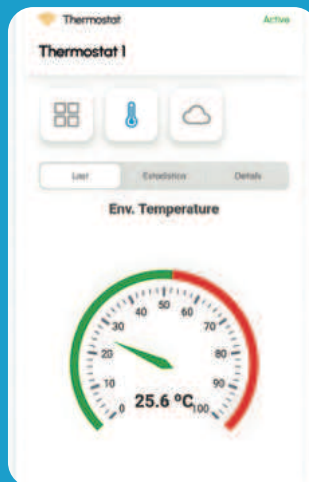 Thermostat
Active
Thermostat 1
Last
Estadistica
Details
Env. Temperature
0
10
20
30
40
50
60
70
80
90
100
25.6 ºC